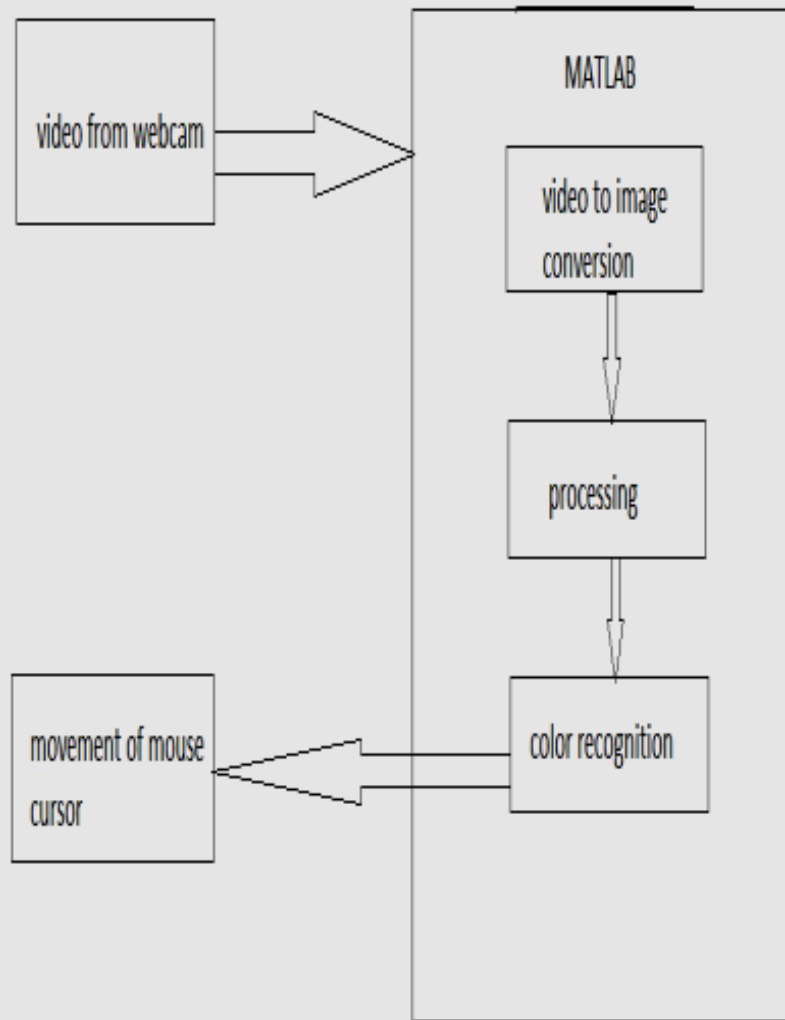 video from webcam
MATLAB
video to image
conversion
processing
color recognition
movement of mouse
cursor